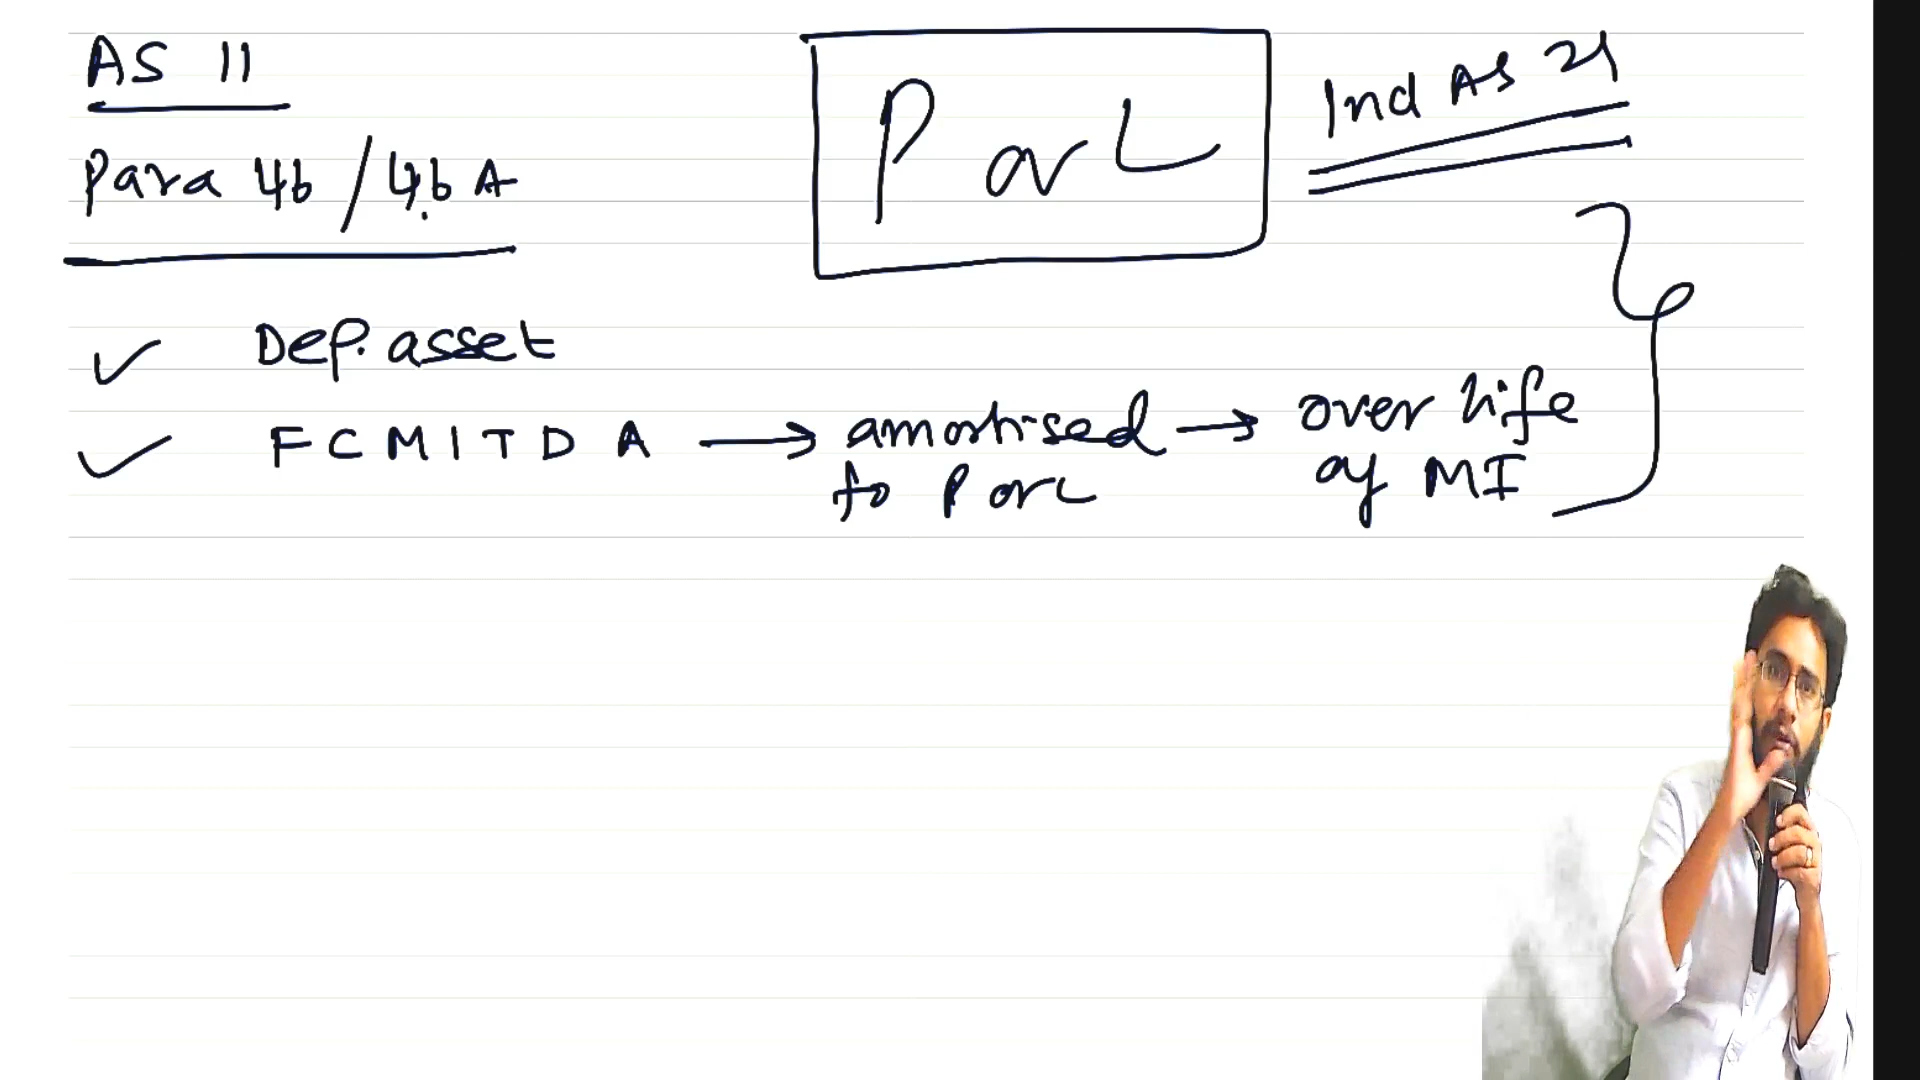 AS 11
Para 46 / 46 A
P or L
Ind AS 21
Dep. asset
FCMITDA → amortised → over life
to P or L of MI